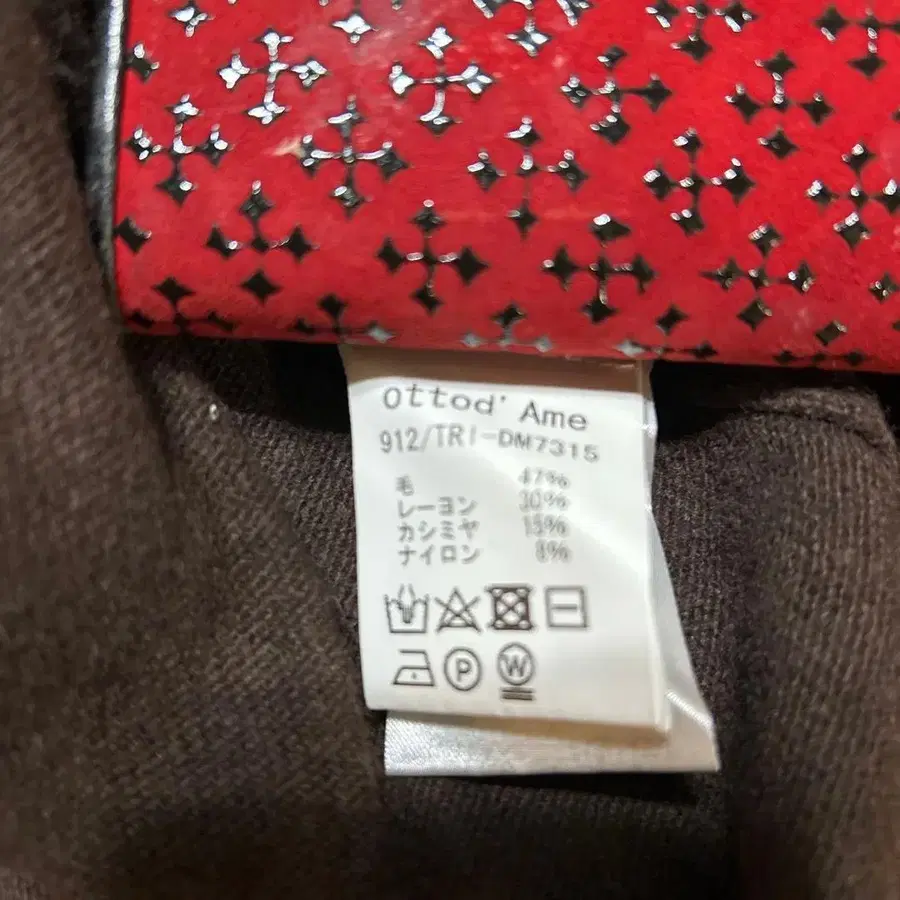 ottod' Ame
912/TRI-DM7315
毛 47%
レーヨン 30%
カシミヤ 15%
ナイロン 8%
P
W